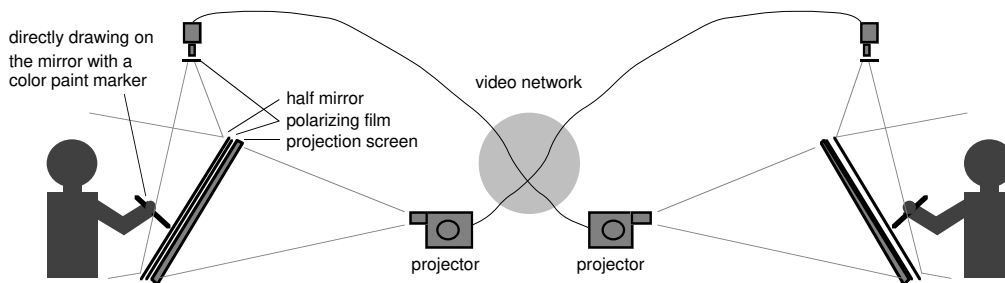 directly drawing on
the mirror with a
color paint marker
half mirror
polarizing film
projection screen
video network
projector
projector